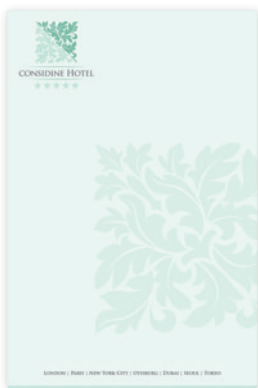 CONSIDINE HOTEL
LONDON | PARIS | NEW YORK CITY | | DUBAI | SEOUL | TOKYO